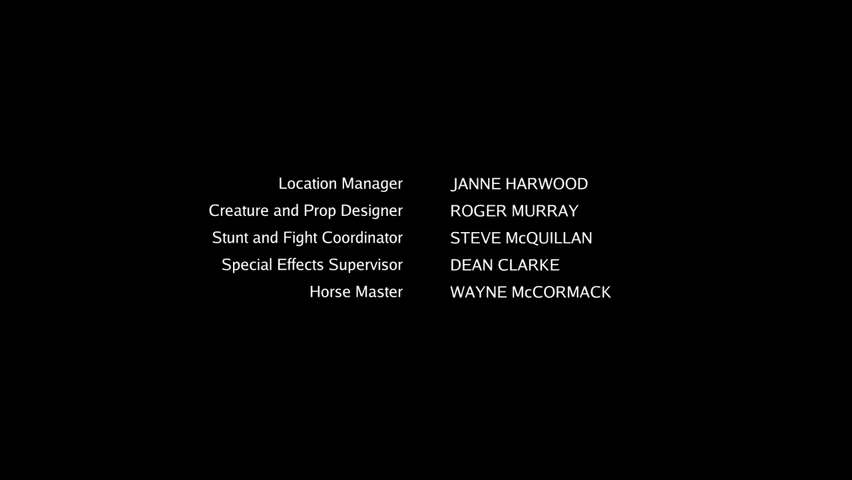 Location Manager JANNE HARWOOD
Creature and Prop Designer ROGER MURRAY
Stunt and Fight Coordinator STEVE McQUILLAN
Special Effects Supervisor DEAN CLARKE
Horse Master WAYNE McCORMACK